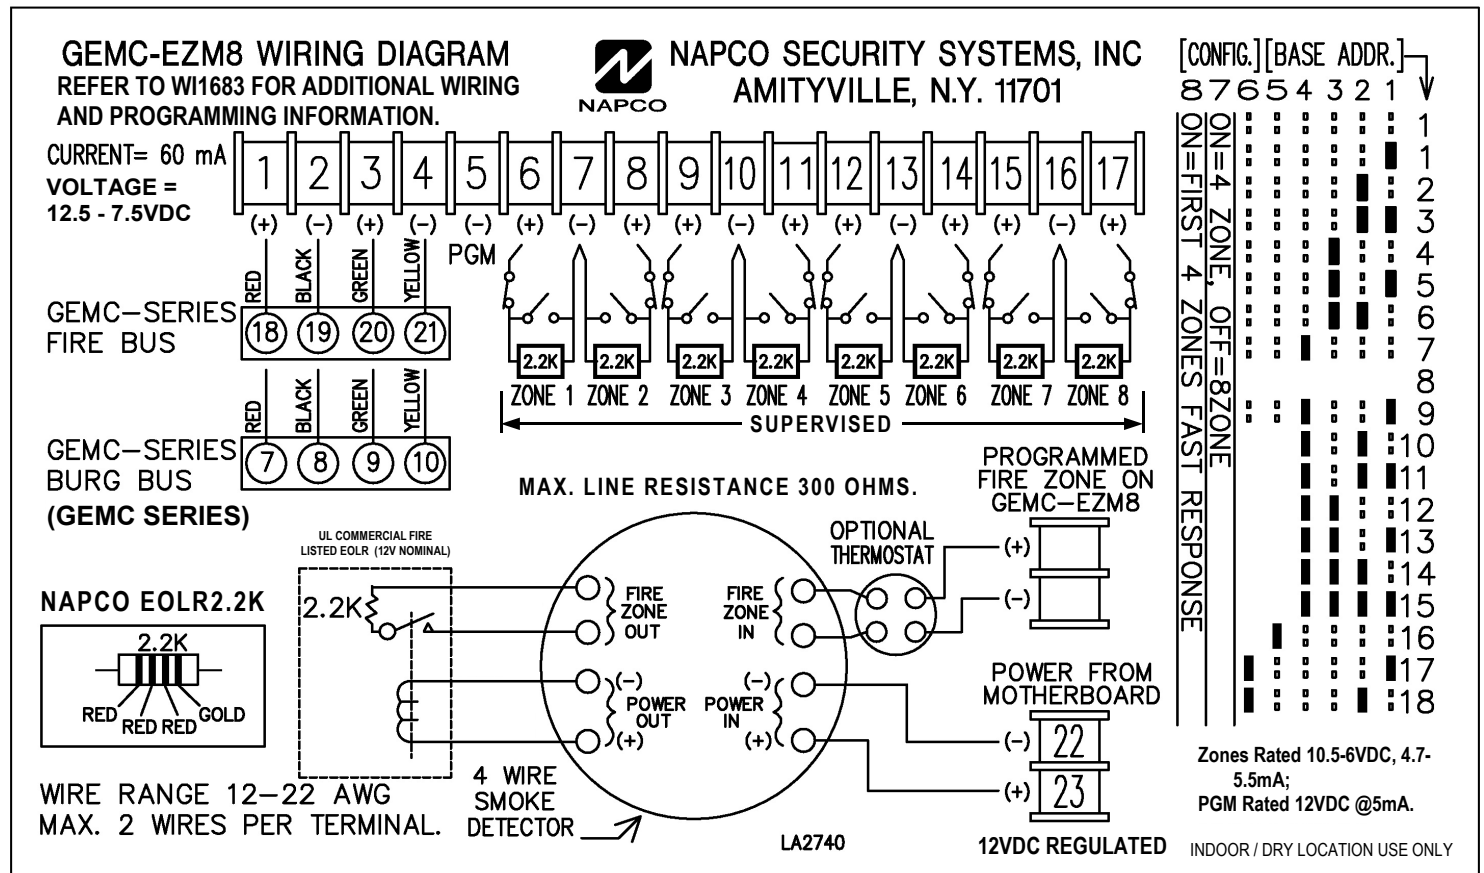 GEMC-EZM8 WIRING DIAGRAM
REFER TO WI1683 FOR ADDITIONAL WIRING
AND PROGRAMMING INFORMATION.
NAPCO
NAPCO SECURITY SYSTEMS, INC
AMITYVILLE, N.Y. 11701
CURRENT= 60 mA
VOLTAGE =
12.5 - 7.5VDC
1 2 3 4 5 6 7 8 9 10 11 12 13 14 15 16 17
(+) (-) (+) (-) (-) (+) (-) (+) (+) (-) (+) (+) (-) (+) (+) (-) (+)
PGM
RED BLACK GREEN YELLOW
GEMC-SERIES
FIRE BUS
18 19 20 21
RED BLACK GREEN YELLOW
GEMC-SERIES
BURG BUS
7 8 9 10
(GEMC SERIES)
2.2K 2.2K 2.2K 2.2K 2.2K 2.2K 2.2K 2.2K
ZONE 1 ZONE 2 ZONE 3 ZONE 4 ZONE 5 ZONE 6 ZONE 7 ZONE 8
SUPERVISED
MAX. LINE RESISTANCE 300 OHMS.
UL COMMERCIAL FIRE
LISTED EOLR (12V NOMINAL)
2.2K
NAPCO EOLR2.2K
2.2K
RED RED RED GOLD
WIRE RANGE 12-22 AWG
MAX. 2 WIRES PER TERMINAL.
FIRE
ZONE
OUT
FIRE
ZONE
IN
(-)
POWER
OUT
(+)
(-)
POWER
IN
(+)
4 WIRE
SMOKE
DETECTOR
LA2740
OPTIONAL
THERMOSTAT
PROGRAMMED
FIRE ZONE ON
GEMC-EZM8
(+)
(-)
POWER FROM
MOTHERBOARD
(-) 22
(+) 23
12VDC REGULATED
[CONFIG.] [BASE ADDR.]
8 7 6 5 4 3 2 1
ON=FIRST 4 ZONES FAST RESPONSE
ON=4 ZONE, OFF=8ZONE
1
1
2
3
4
5
6
7
8
9
10
11
12
13
14
15
16
17
18
Zones Rated 10.5-6VDC, 4.7-
5.5mA;
PGM Rated 12VDC @5mA.
INDOOR / DRY LOCATION USE ONLY